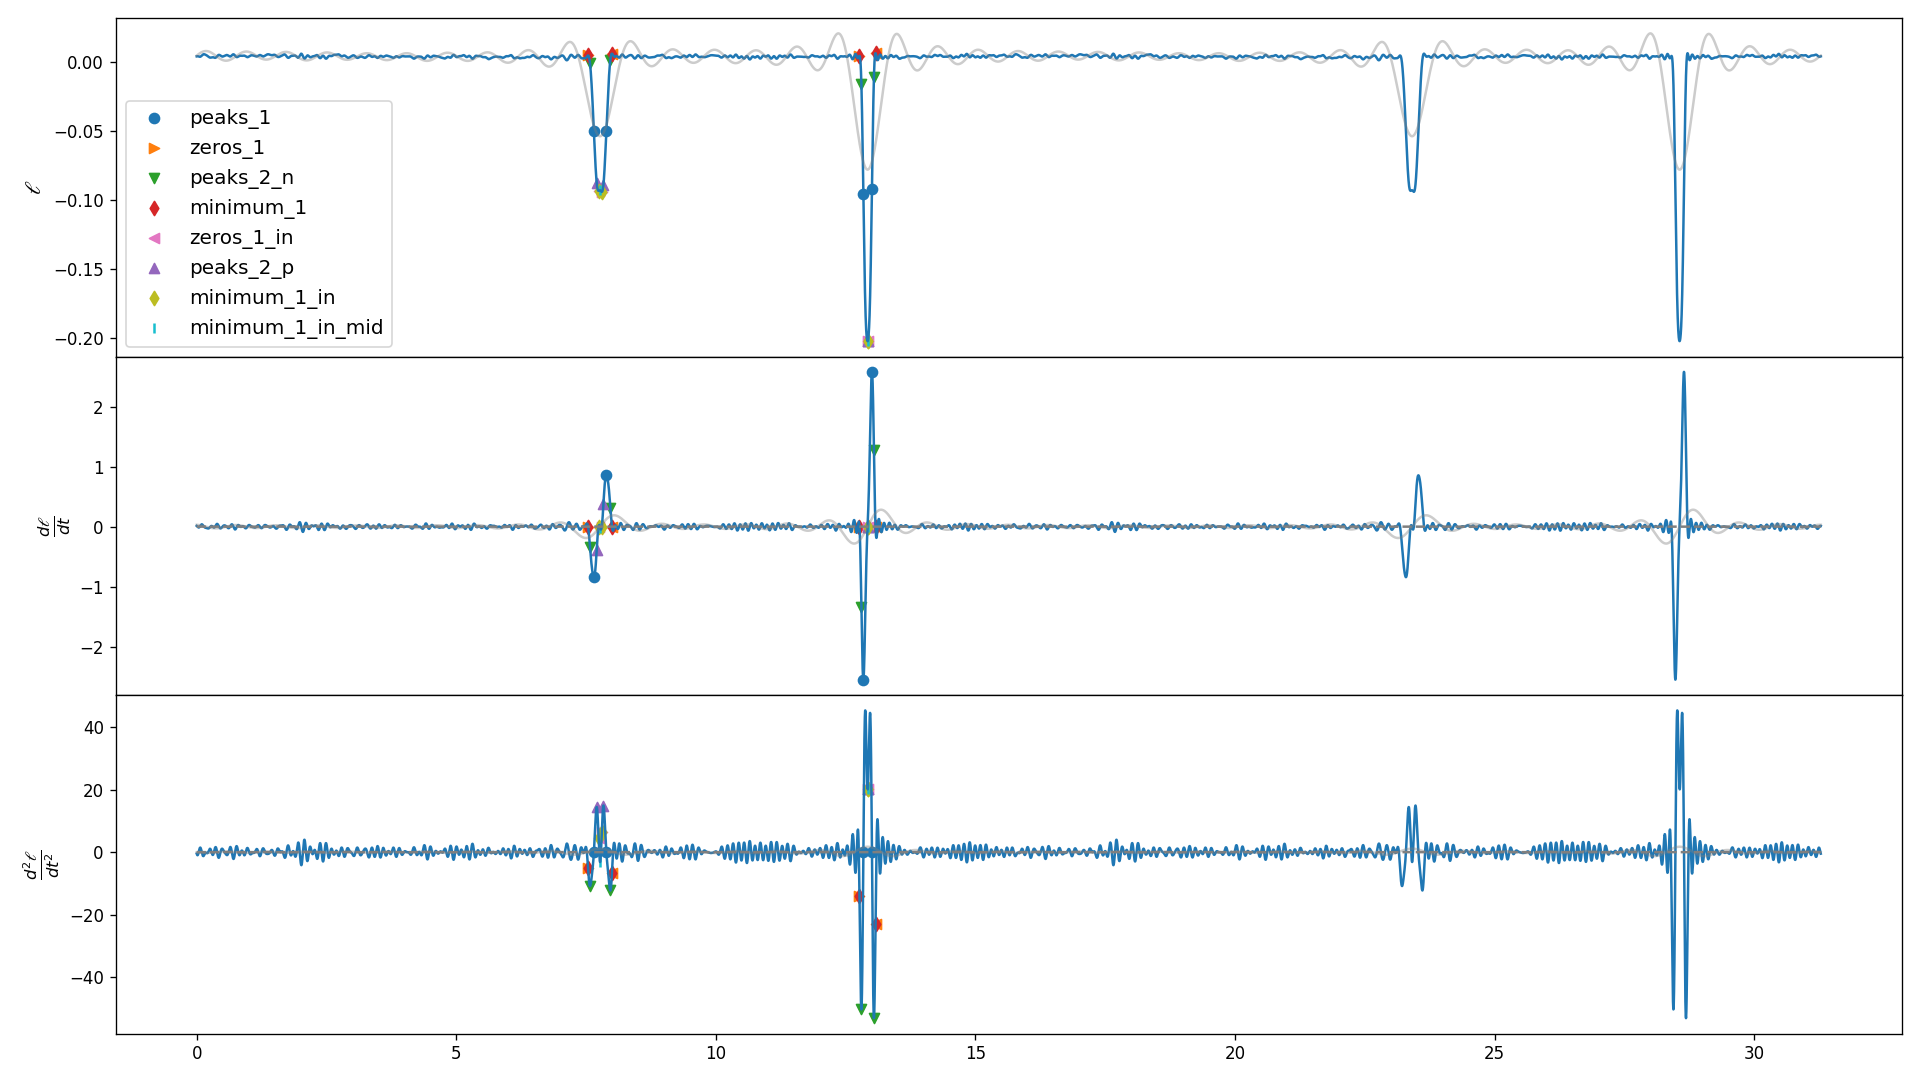 0.00
−0.05
−0.10
−0.15
−0.20
ℓ
peaks_1
zeros_1
peaks_2_n
minimum_1
zeros_1_in
peaks_2_p
minimum_1_in
minimum_1_in_mid
2
1
0
−1
−2
dℓ
dt
40
20
0
−20
−40
d²ℓ
dt²
0 5 10 15 20 25 30